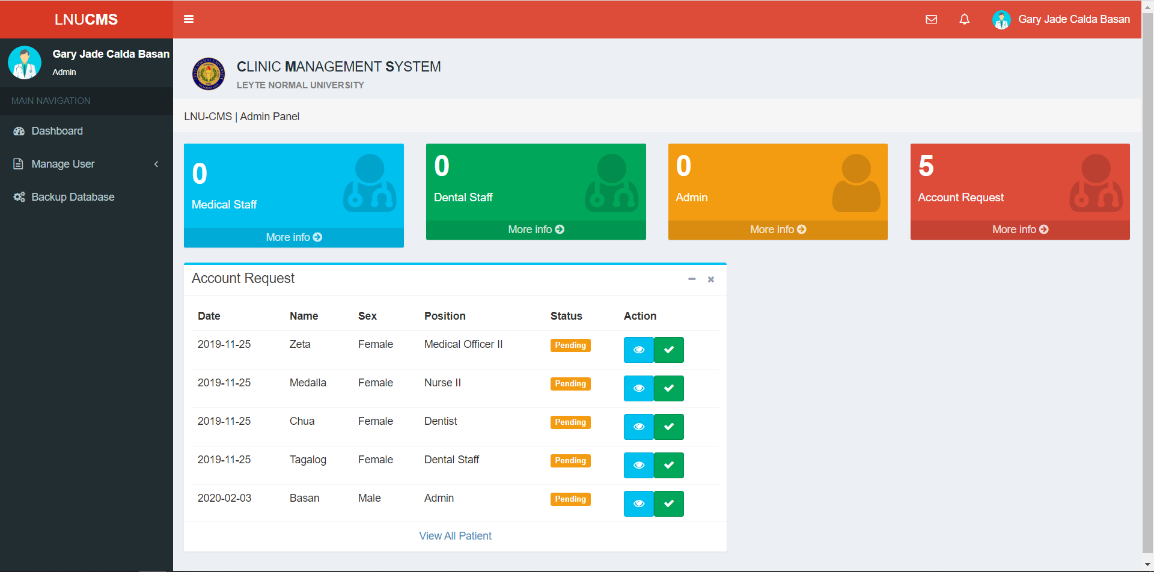 LNUCMS
Gary Jade Calda Basan
Gary Jade Calda Basan
Admin
MAIN NAVIGATION
Dashboard
Manage User
Backup Database
CLINIC MANAGEMENT SYSTEM
LEYTE NORMAL UNIVERSITY
LNU-CMS | Admin Panel
0
Medical Staff
More info
0
Dental Staff
More info
0
Admin
More info
5
Account Request
More info
Account Request
Date Name Sex Position Status Action
2019-11-25 Zeta Female Medical Officer II Pending
2019-11-25 Medalla Female Nurse II Pending
2019-11-25 Chua Female Dentist Pending
2019-11-25 Tagalog Female Dental Staff Pending
2020-02-03 Basan Male Admin Pending
View All Patient